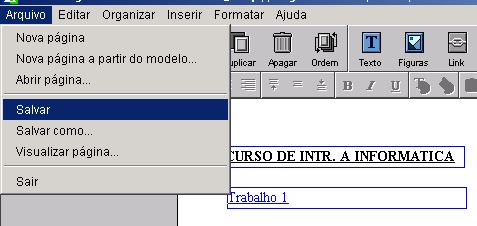 Arquivo Editar Organizar Inserir Formatar Ajuda
Nova página
Nova página a partir do modelo...
Abrir página...
Salvar
Salvar como...
Visualizar página...
Sair
uplicar Apagar Ordem Texto Figuras Link
B I U
CURSO DE INTR. A INFORMATICA
Trabalho 1